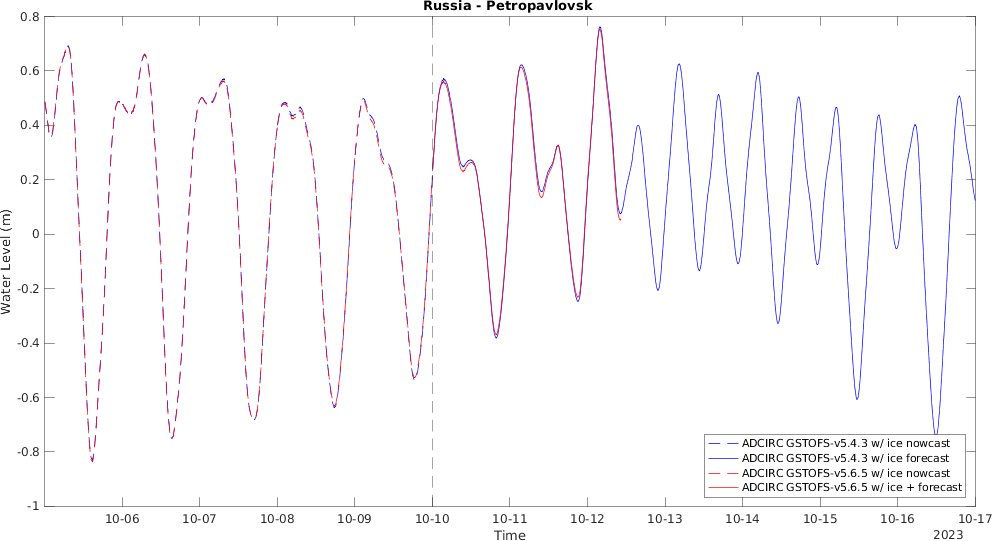 Russia - Petropavlovsk
0.8
0.6
0.4
0.2
0
-0.2
-0.4
-0.6
-0.8
-1
Water Level (m)
ADCIRC GSTOFS-v5.4.3 w/ ice nowcast
ADCIRC GSTOFS-v5.4.3 w/ ice forecast
ADCIRC GSTOFS-v5.6.5 w/ ice nowcast
ADCIRC GSTOFS-v5.6.5 w/ ice + forecast
10-06 10-07 10-08 10-09 10-10 10-11 10-12 10-13 10-14 10-15 10-16 10-17
Time
2023